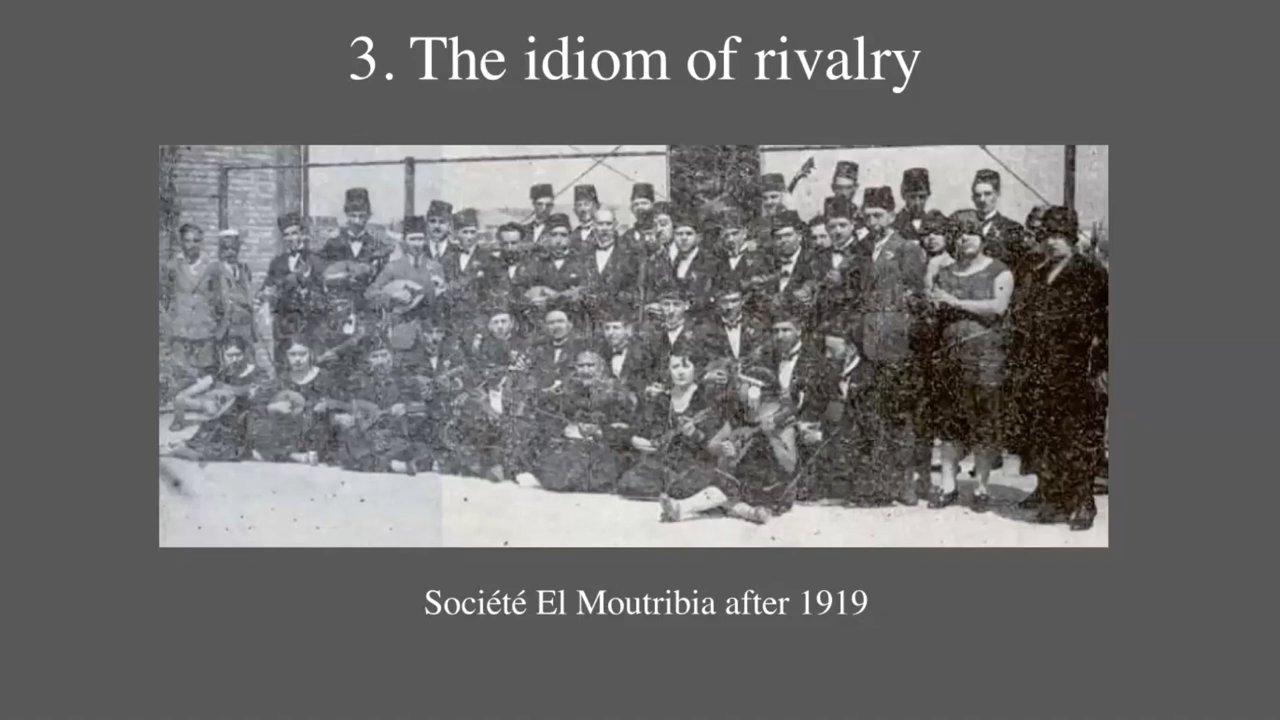 3. The idiom of rivalry
Société El Moutribia after 1919